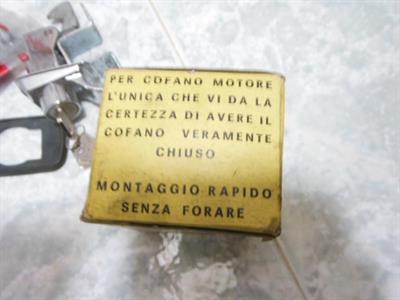 PER COFANO MOTORE
L'UNICA CHE VI DA LA
CERTEZZA DI AVERE IL
COFANO VERAMENTE
CHIUSO
MONTAGGIO RAPIDO
SENZA FORARE